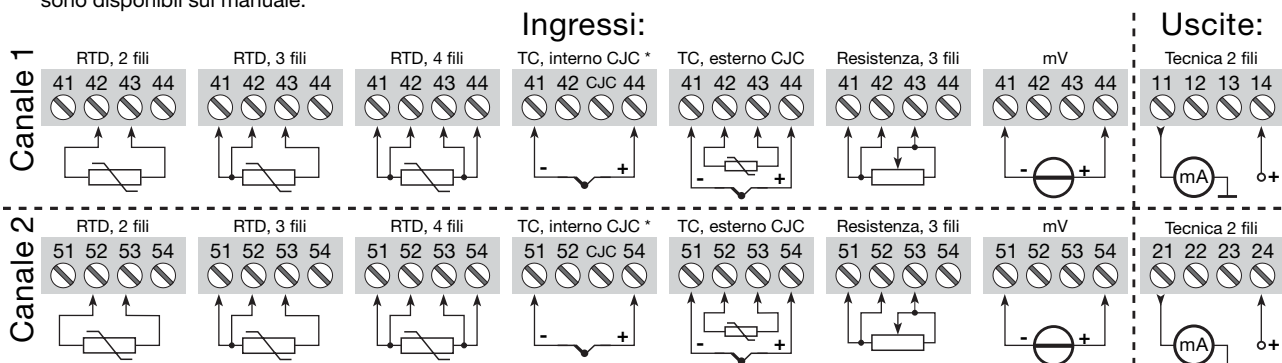 sono disponibili sul manuale.
Ingressi:
Uscite:
Canale 1
RTD, 2 fili
RTD, 3 fili
RTD, 4 fili
TC, interno CJC *
TC, esterno CJC
Resistenza, 3 fili
mV
Tecnica 2 fili
41 42 43 44
41 42 43 44
41 42 43 44
41 42 CJC 44
41 42 43 44
41 42 43 44
41 42 43 44
11 12 13 14
- +
- +
- +
mA
+
Canale 2
RTD, 2 fili
RTD, 3 fili
RTD, 4 fili
TC, interno CJC *
TC, esterno CJC
Resistenza, 3 fili
mV
Tecnica 2 fili
51 52 53 54
51 52 53 54
51 52 53 54
51 52 CJC 54
51 52 53 54
51 52 53 54
51 52 53 54
21 22 23 24
- +
- +
- +
mA
+